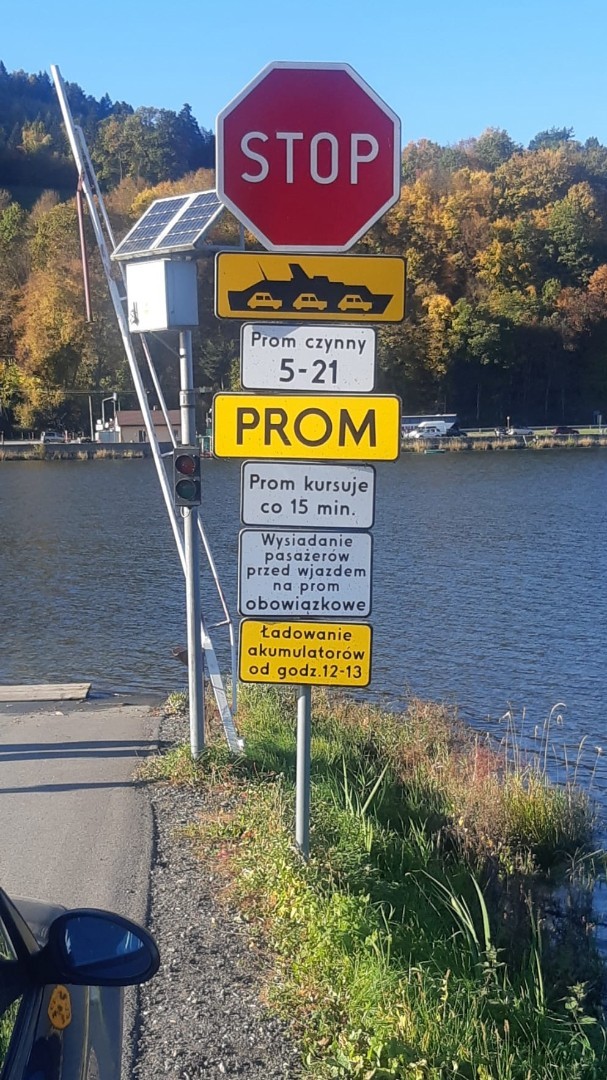 STOP
Prom czynny
5-21
PROM
Prom kursuje
co 15 min.
Wysiadanie
pasażerów
przed wjazdem
na prom
obowiązkowe
Ładowanie
akumulatorów
od godz.12-13